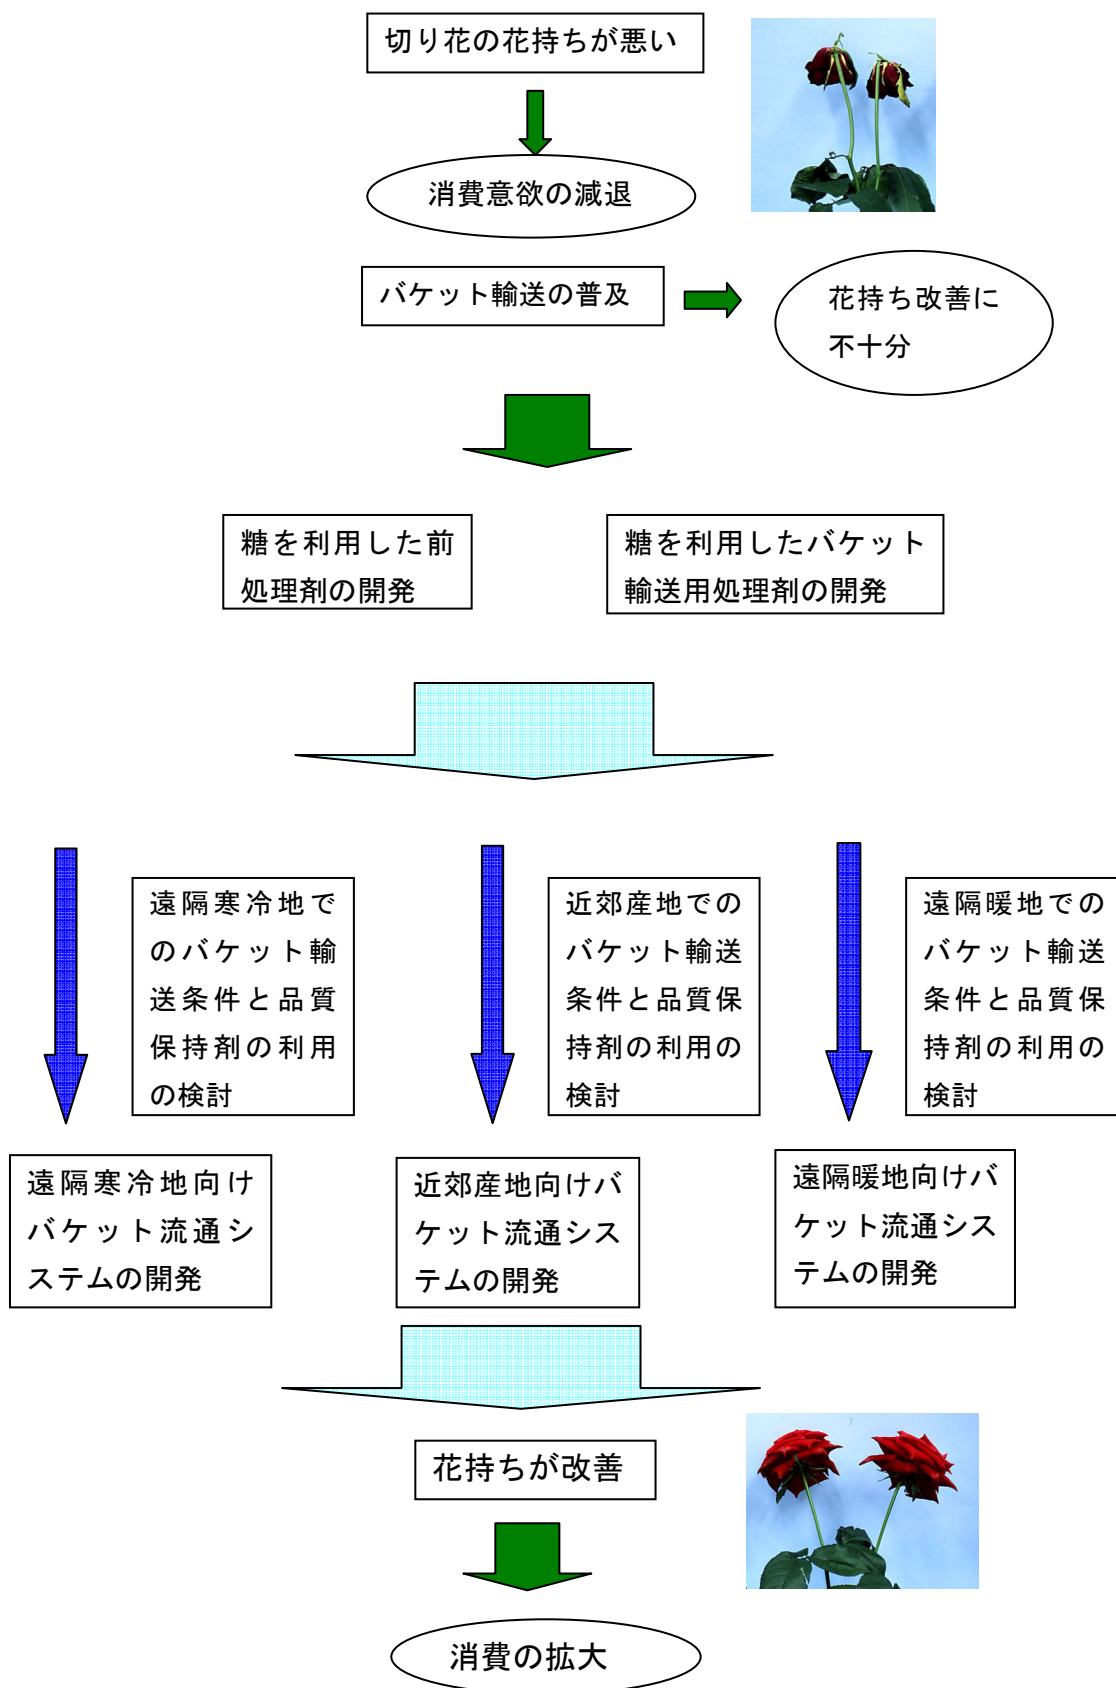 切り花の花持ちが悪い
消費意欲の減退
バケット輸送の普及
花持ち改善に
不十分
糖を利用した前
処理剤の開発
糖を利用したバケット
輸送用処理剤の開発
遠隔寒冷地で
のバケット輸
送条件と品質
保持剤の利用
の検討
近郊産地での
バケット輸送
条件と品質保
持剤の利用の
検討
遠隔暖地での
バケット輸送
条件と品質保
持剤の利用の
検討
遠隔寒冷地向け
バケット流通シ
ステムの開発
近郊産地向けバ
ケット流通シス
テムの開発
遠隔暖地向けバ
ケット流通シス
テムの開発
花持ちが改善
消費の拡大